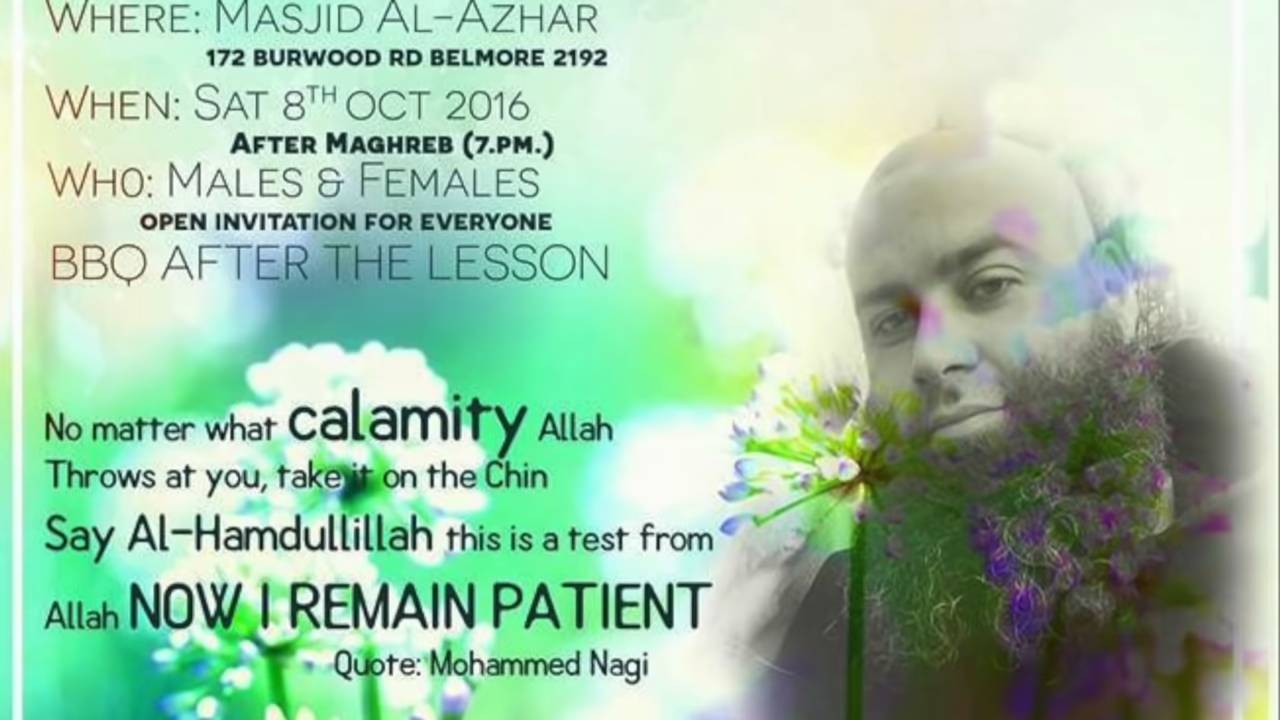 WHERE: MASJID AL-AZHAR
172 BURWOOD RD BELMORE 2192
WHEN: SAT 8TH OCT 2016
AFTER MAGHREB (7.PM.)
WHO: MALES & FEMALES
OPEN INVITATION FOR EVERYONE
BBQ AFTER THE LESSON
No matter what calamity Allah
Throws at you, take it on the Chin
Say Al-Hamdullillah this is a test from
Allah NOW I REMAIN PATIENT
Quote: Mohammed Nagi